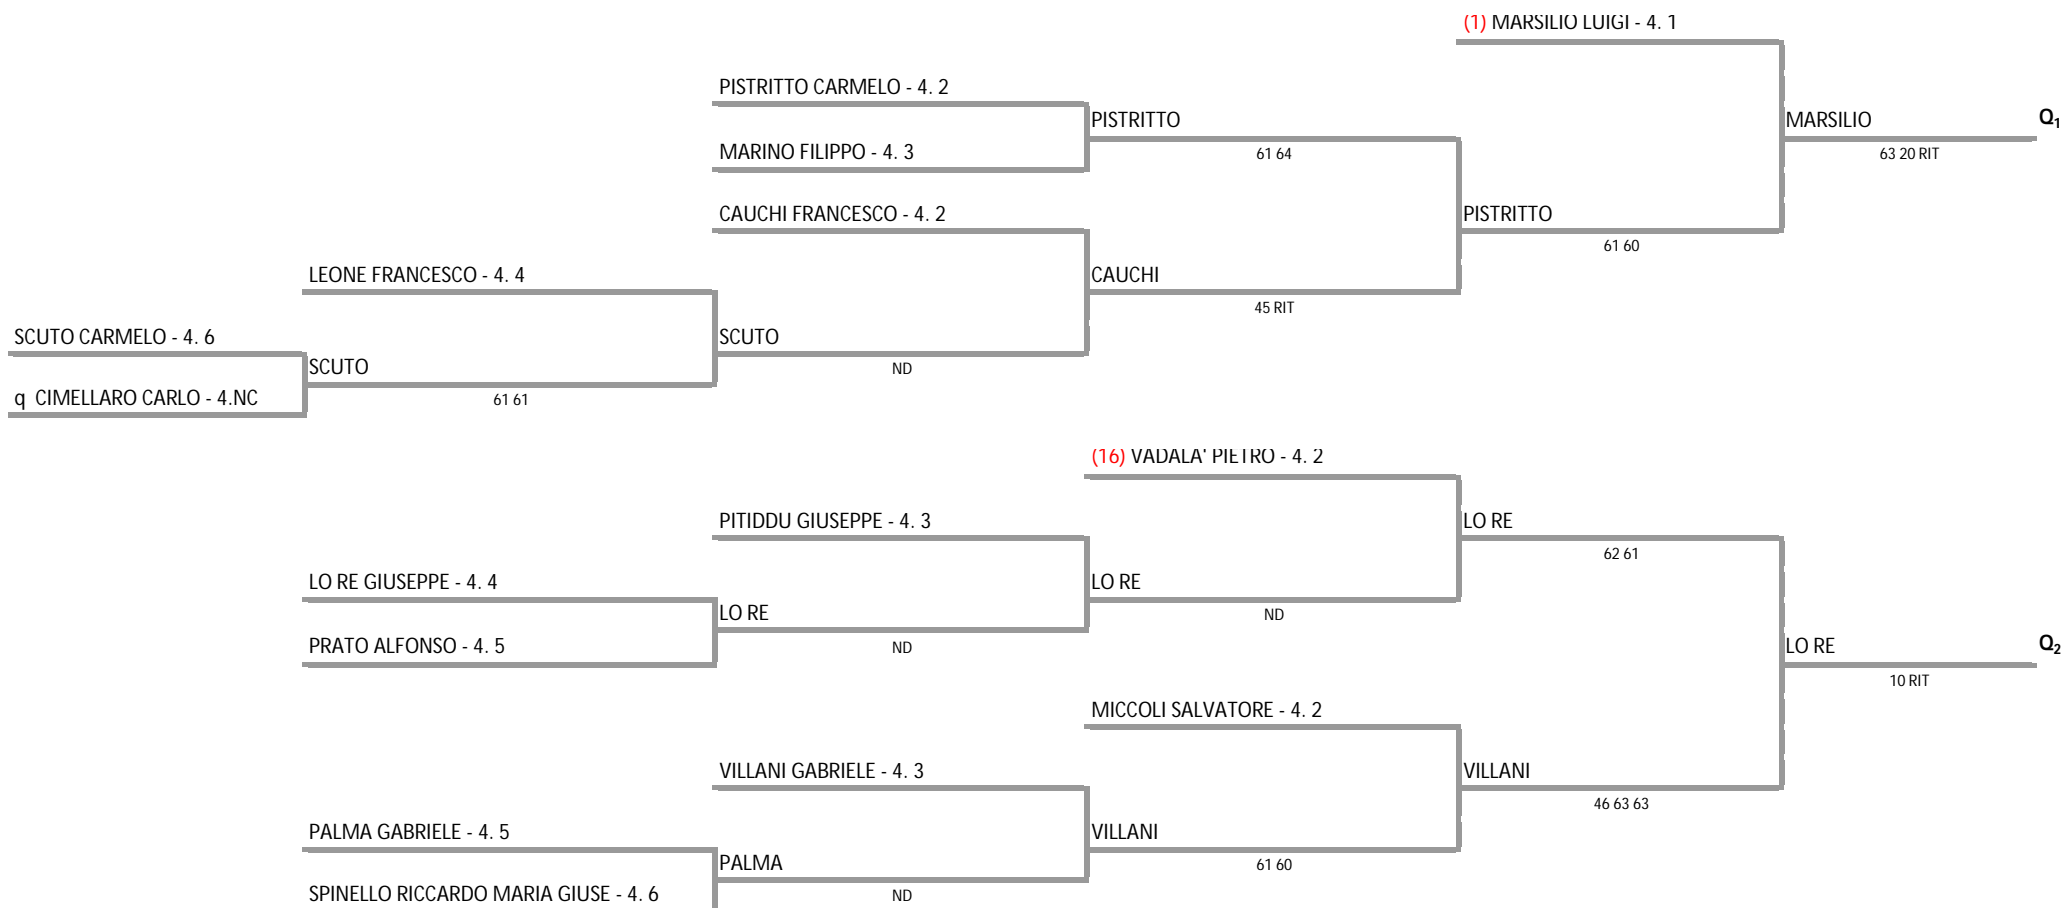 (1) MARSILIO LUIGI - 4. 1
PISTRITTO CARMELO - 4. 2
PISTRITTO
MARSILIO
Q1
MARINO FILIPPO - 4. 3
61 64
63 20 RIT
CAUCHI FRANCESCO - 4. 2
PISTRITTO
61 60
LEONE FRANCESCO - 4. 4
CAUCHI
45 RIT
SCUTO CARMELO - 4. 6
SCUTO
ND
SCUTO
61 61
q CIMELLARO CARLO - 4.NC
(16) VADALA' PIETRO - 4. 2
PITIDDU GIUSEPPE - 4. 3
LO RE
62 61
LO RE GIUSEPPE - 4. 4
LO RE
ND
LO RE
ND
PRATO ALFONSO - 4. 5
LO RE
Q2
10 RIT
MICCOLI SALVATORE - 4. 2
VILLANI GABRIELE - 4. 3
VILLANI
46 63 63
PALMA GABRIELE - 4. 5
VILLANI
61 60
PALMA
ND
SPINELLO RICCARDO MARIA GIUSE - 4. 6